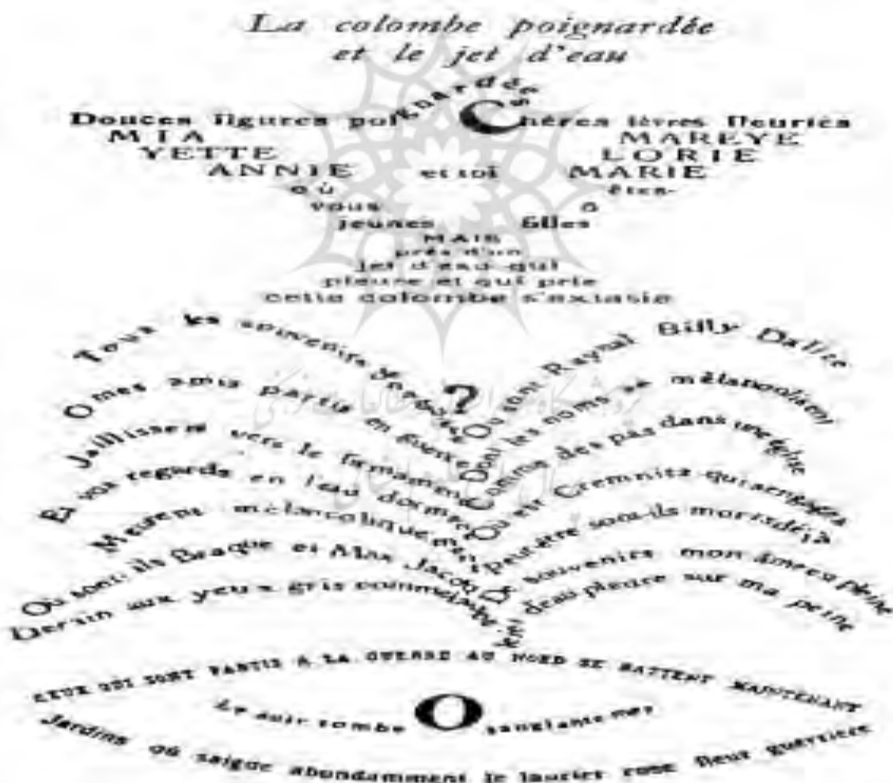 La colombe poignardée
et le jet d'eau
Douces figures poignardées Chères lèvres fleuries
MIA MAREYE
YETTE LORIE
ANNIE et toi MARIE
où êtes-
vous ô
jeunes filles
MAIS
près d'un
jet d'eau qui
pleure et qui prie
cette colombe s'extasie
Tous les souvenirs de naguère
O mes amis partis en guerre
Jaillissent vers le firmament
Et vos regards en l'eau dormant
Meurent mélancoliquement
Où sont-ils Braque et Max Jacob
Derain aux yeux gris comme l'aube
?
Où sont Raynal Billy Dalize
Dont les noms se mélancolisent
Comme des pas dans une église
Où est Cremnitz qui s'engagea
Peut-être sont-ils morts déjà
De souvenirs mon âme est pleine
Le jet d'eau pleure sur ma peine
CEUX QUI SONT PARTIS A LA GUERRE AU NORD SE BATTENT MAINTENANT
Le soir tombe O sanglante mer
Jardins où saigne abondamment le laurier rose fleur guerrière